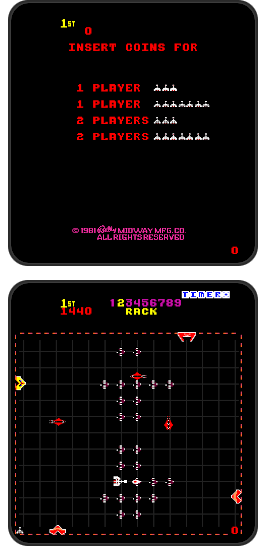 1ST
0
INSERT COINS FOR
1 PLAYER
1 PLAYER
2 PLAYERS
2 PLAYERS
© 1981 Bally MIDWAY MFG. CO.
ALL RIGHTS RESERVED
0
TIMER-
1ST 123456789
1440 RACK
0